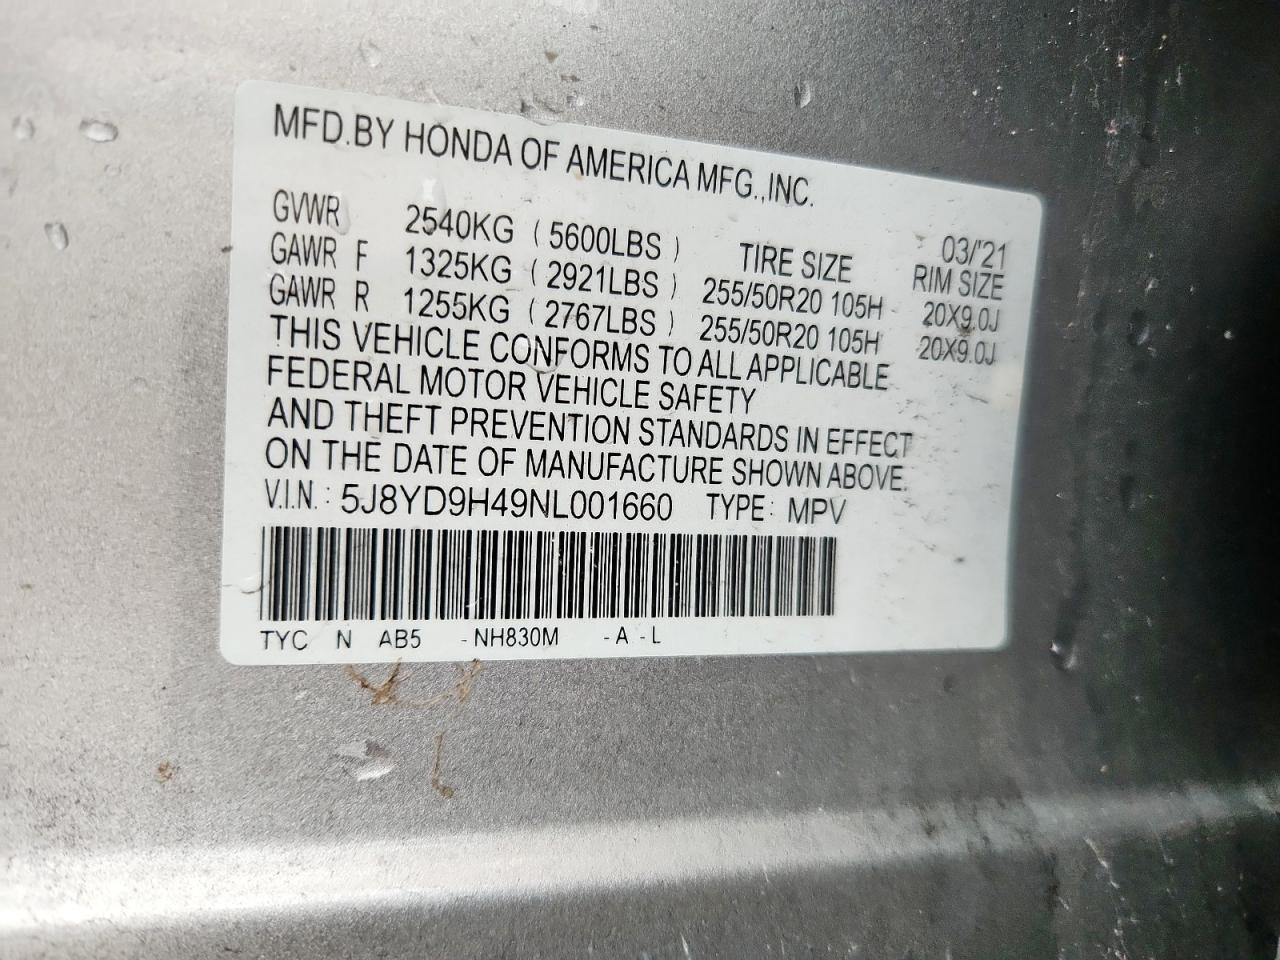 MFD.BY HONDA OF AMERICA MFG.,INC.
03/'21
GVWR 2540KG (5600LBS) TIRE SIZE RIM SIZE
GAWR F 1325KG (2921LBS) 255/50R20 105H 20X9.0J
GAWR R 1255KG (2767LBS) 255/50R20 105H 20X9.0J
THIS VEHICLE CONFORMS TO ALL APPLICABLE
FEDERAL MOTOR VEHICLE SAFETY
AND THEFT PREVENTION STANDARDS IN EFFECT
ON THE DATE OF MANUFACTURE SHOWN ABOVE.
V.I.N.: 5J8YD9H49NL001660 TYPE: MPV
TYC N AB5 -NH830M -A -L